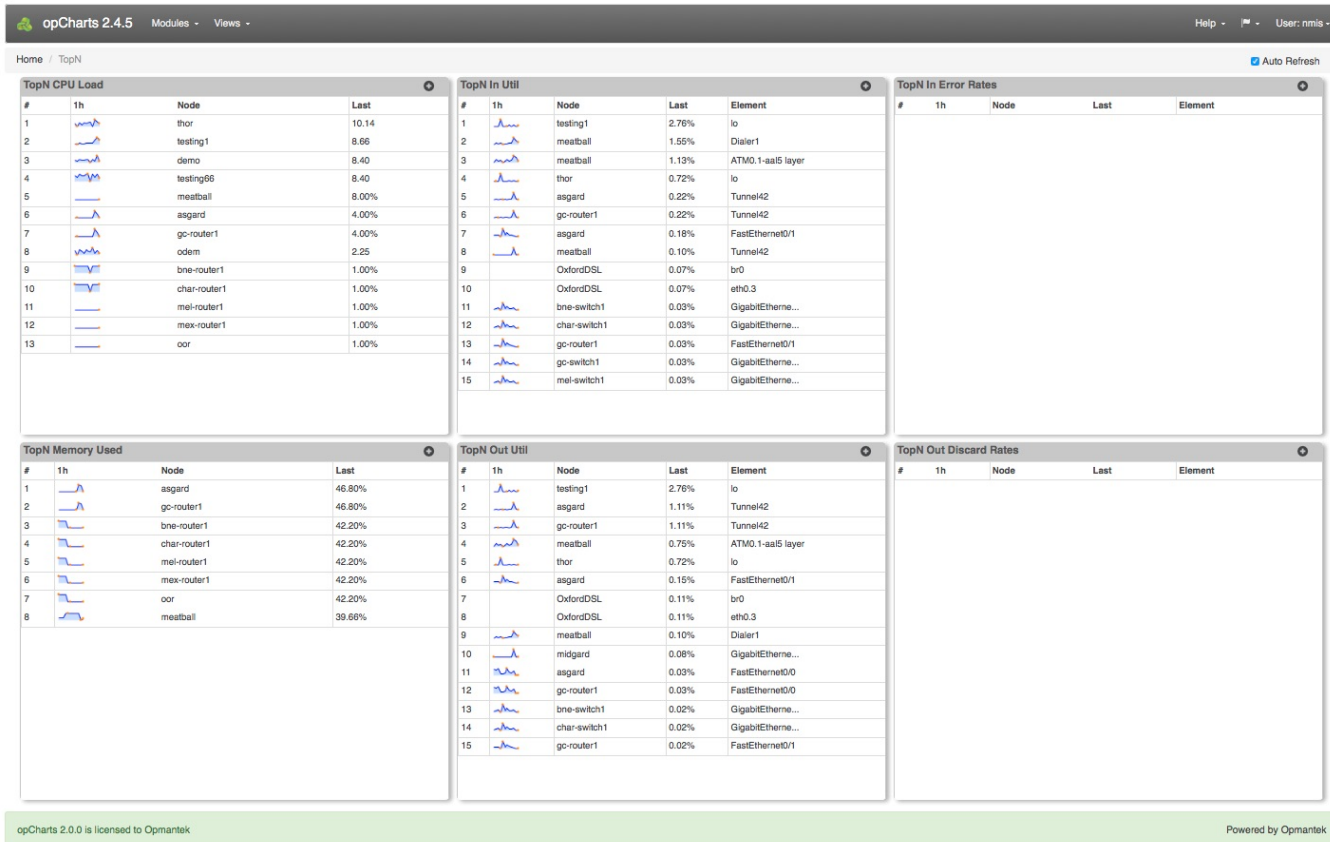 opCharts 2.4.5 Modules Views Help User: nmis
Home / TopN Auto Refresh
TopN CPU Load
# 1h Node Last
1 thor 10.14
2 testing1 8.66
3 demo 8.40
4 testing66 8.40
5 meatball 8.00%
6 asgard 4.00%
7 gc-router1 4.00%
8 odem 2.25
9 bne-router1 1.00%
10 char-router1 1.00%
11 mel-router1 1.00%
12 mex-router1 1.00%
13 oor 1.00%
TopN In Util
# 1h Node Last Element
1 testing1 2.76% lo
2 meatball 1.55% Dialer1
3 meatball 1.13% ATM0.1-aal5 layer
4 thor 0.72% lo
5 asgard 0.22% Tunnel42
6 gc-router1 0.22% Tunnel42
7 asgard 0.18% FastEthernet0/1
8 meatball 0.10% Tunnel42
9 OxfordDSL 0.07% br0
10 OxfordDSL 0.07% eth0.3
11 bne-switch1 0.03% GigabitEtherne...
12 char-switch1 0.03% GigabitEtherne...
13 gc-router1 0.03% FastEthernet0/1
14 gc-switch1 0.03% GigabitEtherne...
15 mel-switch1 0.03% GigabitEtherne...
TopN In Error Rates
# 1h Node Last Element
TopN Memory Used
# 1h Node Last
1 asgard 46.80%
2 gc-router1 46.80%
3 bne-router1 42.20%
4 char-router1 42.20%
5 mel-router1 42.20%
6 mex-router1 42.20%
7 oor 42.20%
8 meatball 39.66%
TopN Out Util
# 1h Node Last Element
1 testing1 2.76% lo
2 asgard 1.11% Tunnel42
3 gc-router1 1.11% Tunnel42
4 meatball 0.75% ATM0.1-aal5 layer
5 thor 0.72% lo
6 asgard 0.15% FastEthernet0/1
7 OxfordDSL 0.11% br0
8 OxfordDSL 0.11% eth0.3
9 meatball 0.10% Dialer1
10 midgard 0.08% GigabitEtherne...
11 asgard 0.03% FastEthernet0/0
12 gc-router1 0.03% FastEthernet0/0
13 bne-switch1 0.02% GigabitEtherne...
14 char-switch1 0.02% GigabitEtherne...
15 gc-router1 0.02% FastEthernet0/1
TopN Out Discard Rates
# 1h Node Last Element
opCharts 2.0.0 is licensed to Opmantek Powered by Opmantek